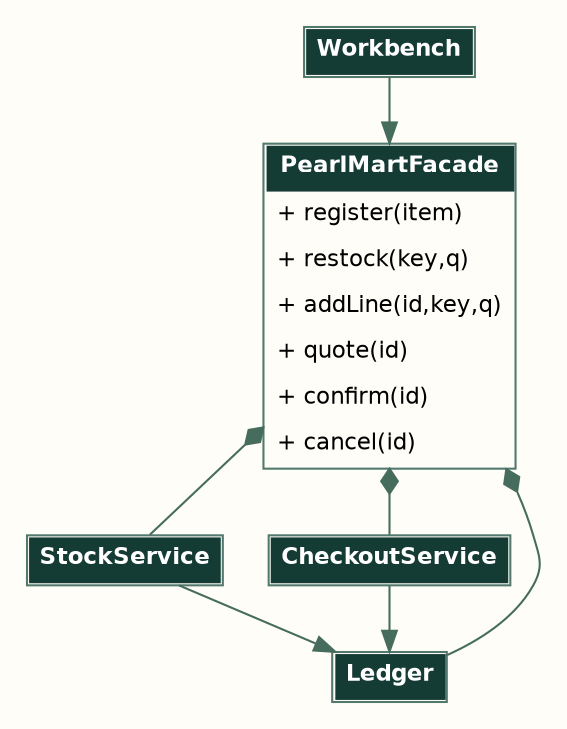 Workbench
PearlMartFacade
+ register(item)
+ restock(key,q)
+ addLine(id,key,q)
+ quote(id)
+ confirm(id)
+ cancel(id)
StockService
CheckoutService
Ledger